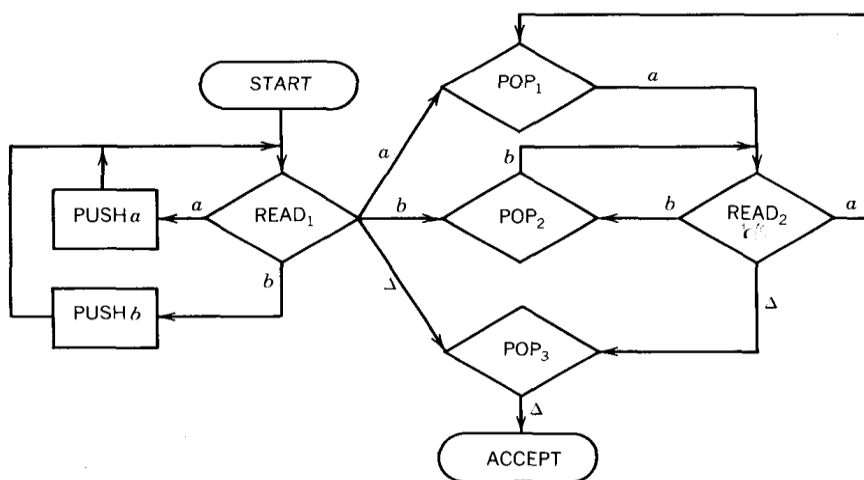 START
POP₁
a
a
b
PUSH a
a
READ₁
b
POP₂
b
READ₂
a
b
Δ
Δ
PUSH b
POP₃
Δ
ACCEPT